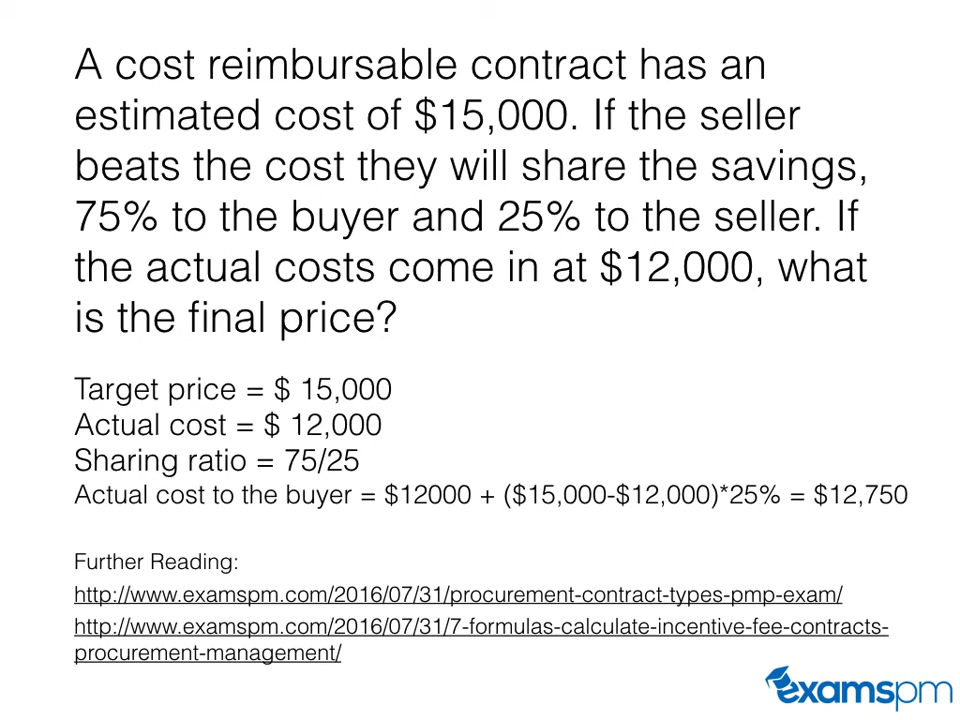 A cost reimbursable contract has an
estimated cost of $15,000. If the seller
beats the cost they will share the savings,
75% to the buyer and 25% to the seller. If
the actual costs come in at $12,000, what
is the final price?
Target price = $ 15,000
Actual cost = $ 12,000
Sharing ratio = 75/25
Actual cost to the buyer = $12000 + ($15,000-$12,000)*25% = $12,750
Further Reading:
http://www.examspm.com/2016/07/31/procurement-contract-types-pmp-exam/
http://www.examspm.com/2016/07/31/7-formulas-calculate-incentive-fee-contracts-
procurement-management/
examspm